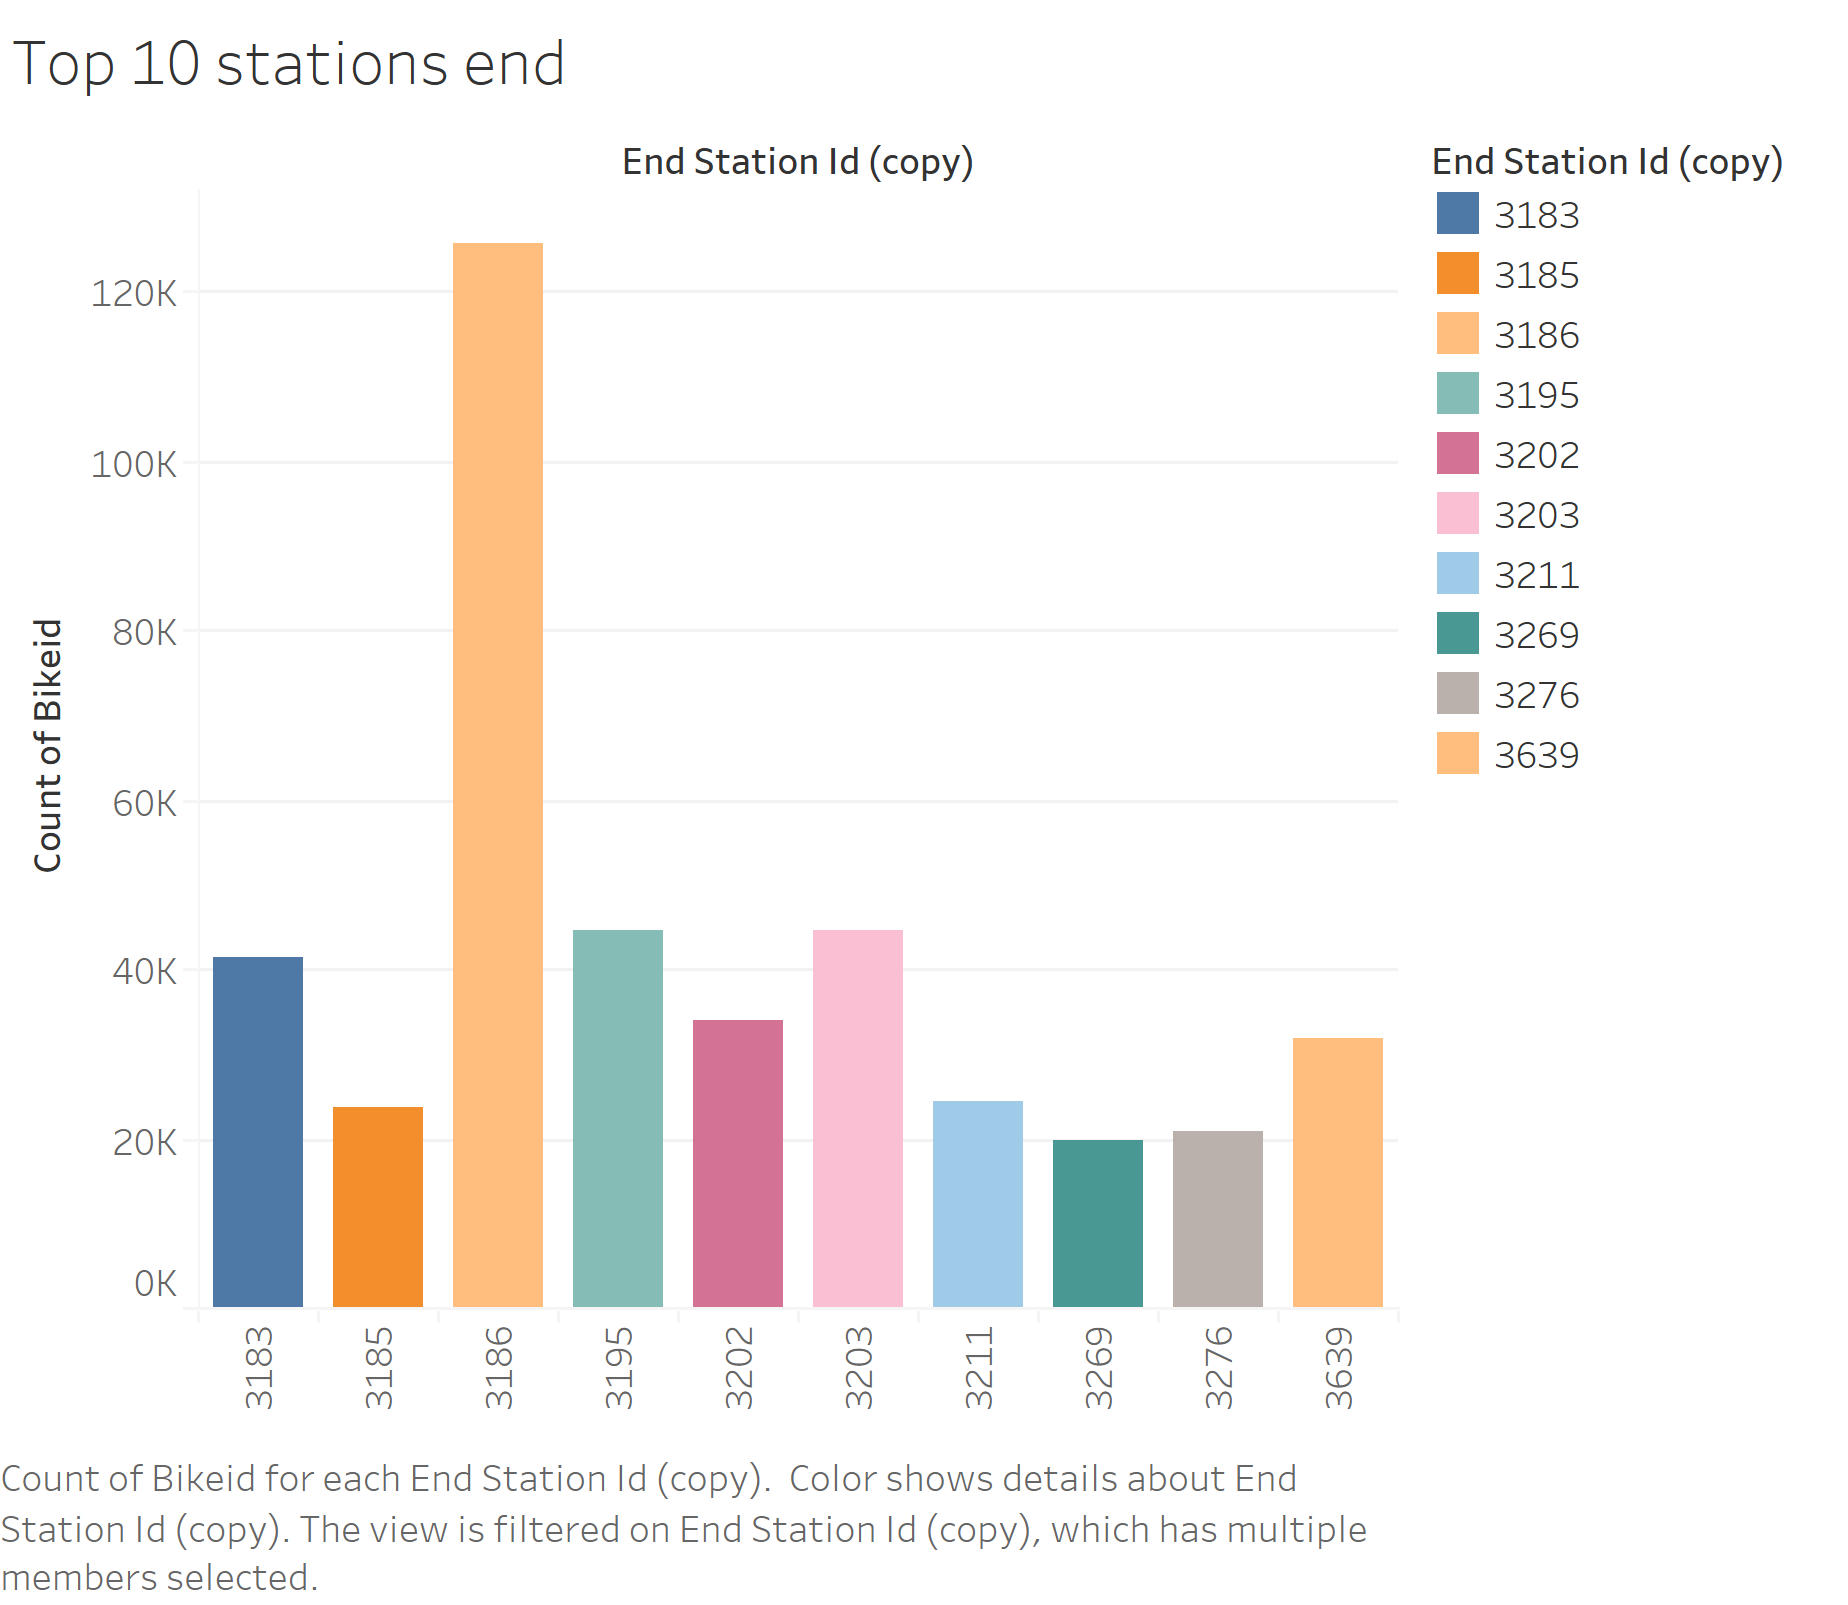 Top 10 stations end
End Station Id (copy)
End Station Id (copy)
3183
3185
3186
3195
3202
3203
3211
3269
3276
3639
120K
100K
80K
60K
40K
20K
0K
Count of Bikeid
3183
3185
3186
3195
3202
3203
3211
3269
3276
3639
Count of Bikeid for each End Station Id (copy).  Color shows details about End
Station Id (copy). The view is filtered on End Station Id (copy), which has multiple
members selected.